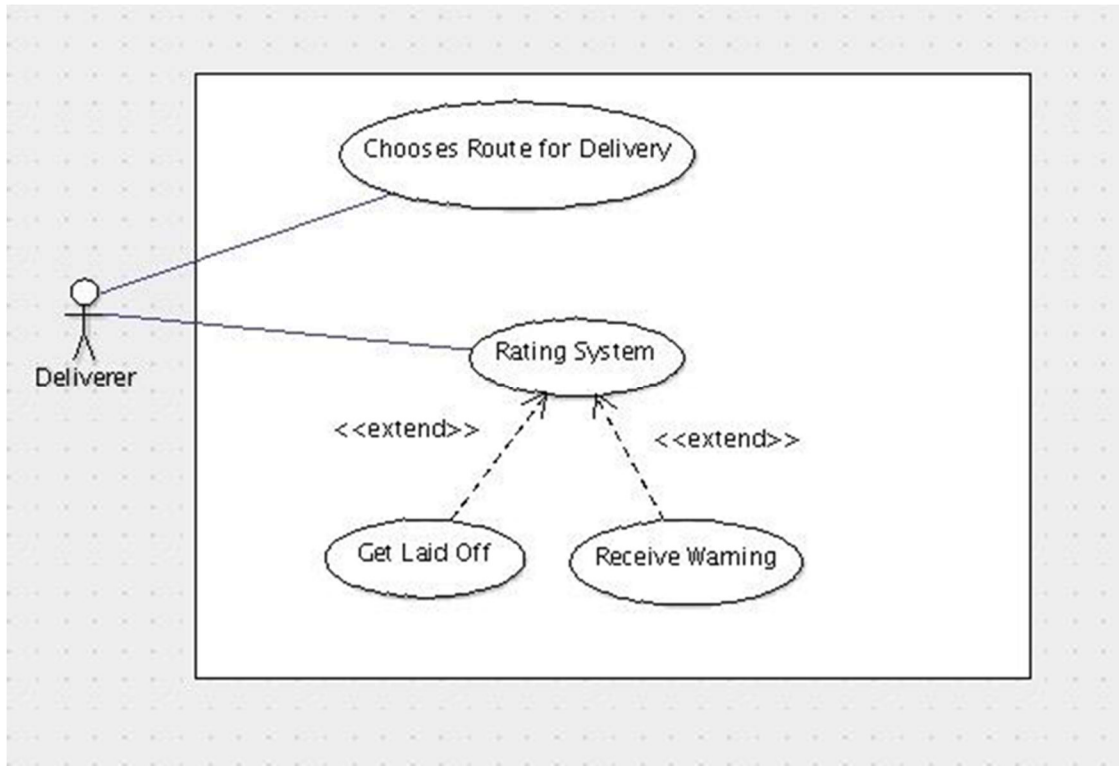 Chooses Route for Delivery
Rating System
Deliverer
<<extend>>
<<extend>>
Get Laid Off
Receive Warning